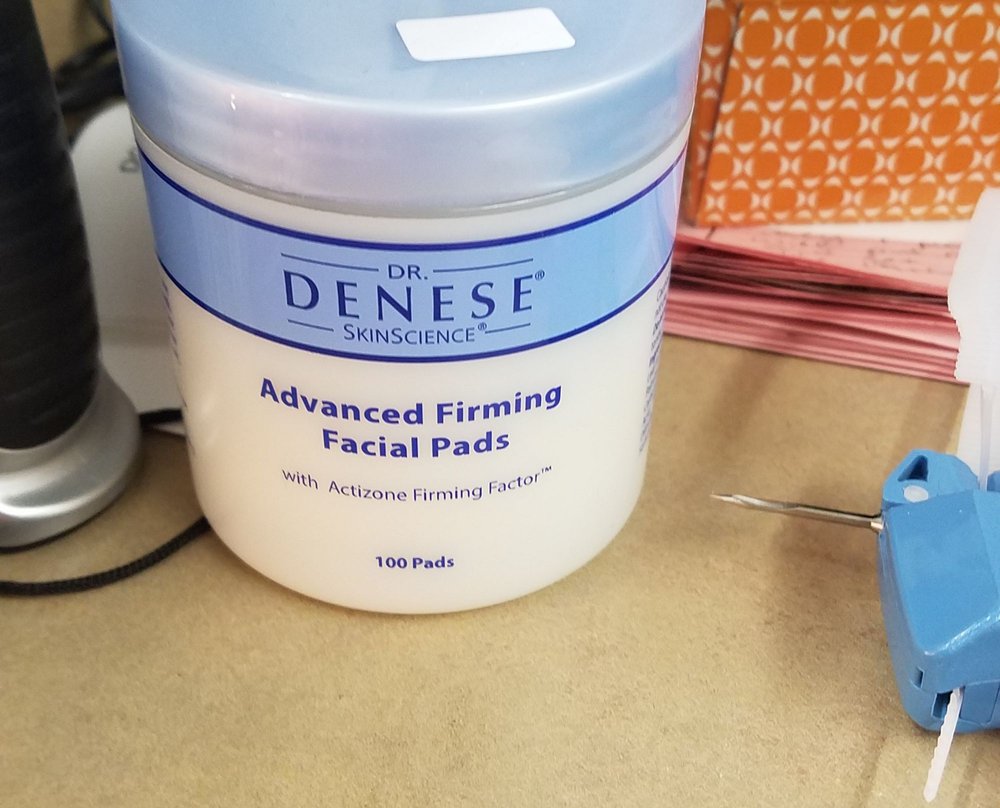 DR.
DENESE®
SKINSCIENCE®
Advanced Firming
Facial Pads
with Actizone Firming Factor™
100 Pads